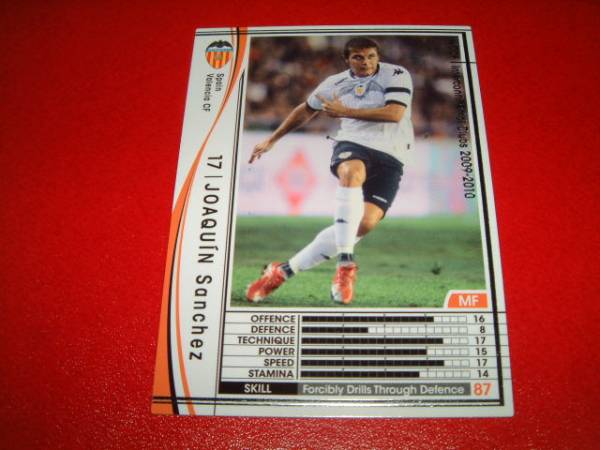 Spain
Valencia CF
17 | JOAQUÍN Sanchez
Clubs 2009-2010
MF
OFFENCE 16
DEFENCE 8
TECHNIQUE 17
POWER 15
SPEED 17
STAMINA 14
SKILL Forcibly Drills Through Defence 87